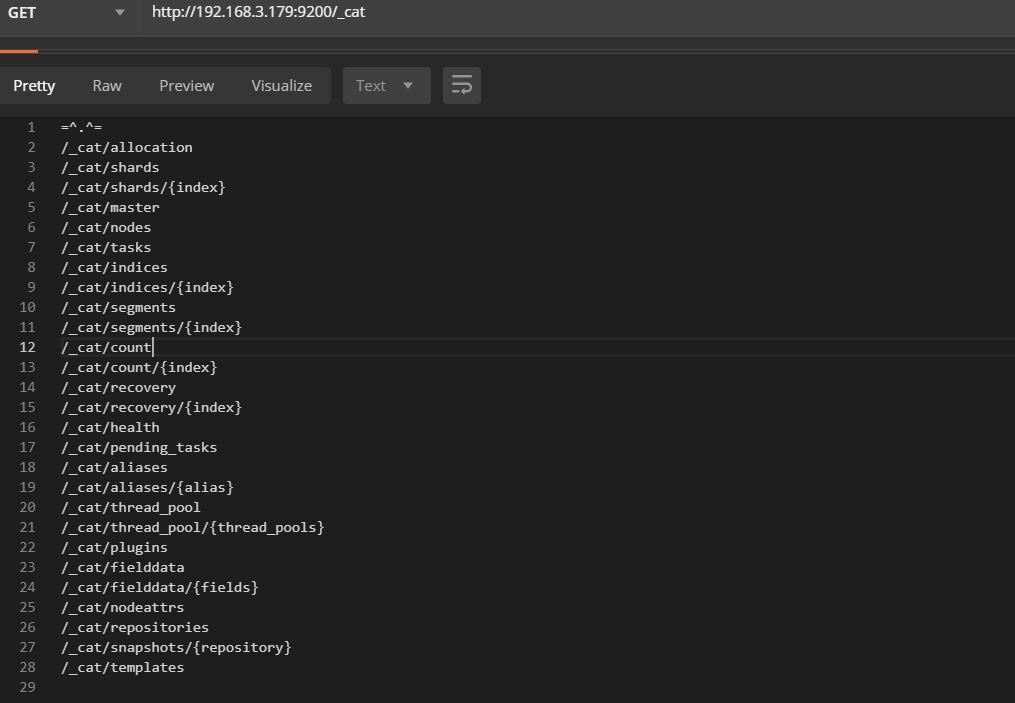 GET http://192.168.3.179:9200/_cat
Pretty Raw Preview Visualize Text
1 =^.^=
2 /_cat/allocation
3 /_cat/shards
4 /_cat/shards/{index}
5 /_cat/master
6 /_cat/nodes
7 /_cat/tasks
8 /_cat/indices
9 /_cat/indices/{index}
10 /_cat/segments
11 /_cat/segments/{index}
12 /_cat/count
13 /_cat/count/{index}
14 /_cat/recovery
15 /_cat/recovery/{index}
16 /_cat/health
17 /_cat/pending_tasks
18 /_cat/aliases
19 /_cat/aliases/{alias}
20 /_cat/thread_pool
21 /_cat/thread_pool/{thread_pools}
22 /_cat/plugins
23 /_cat/fielddata
24 /_cat/fielddata/{fields}
25 /_cat/nodeattrs
26 /_cat/repositories
27 /_cat/snapshots/{repository}
28 /_cat/templates
29